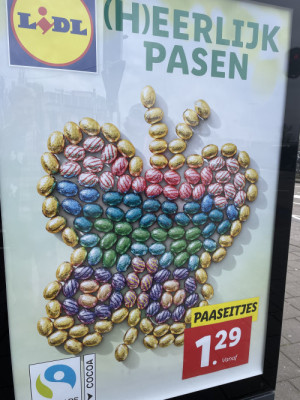 LIDL
(H)EERLIJK
PASEN
PAASEITJES
1.29
Vanaf
COCOA